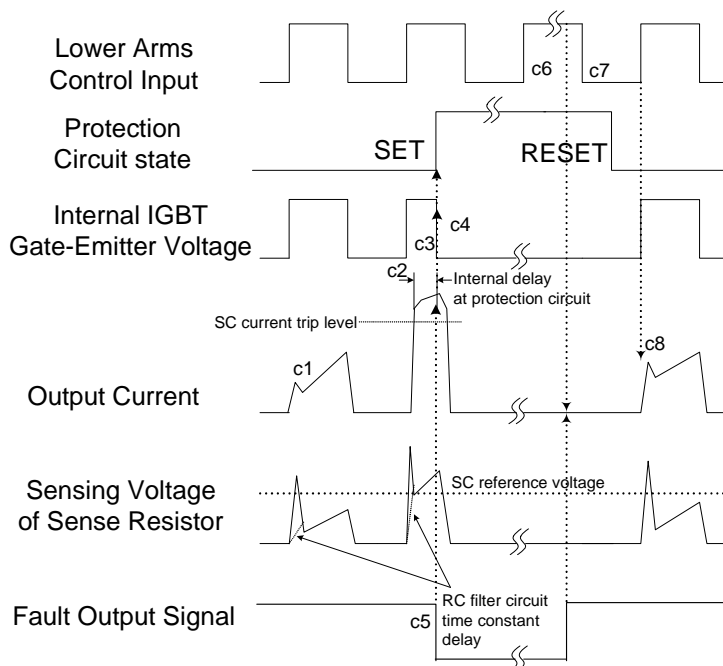 Lower Arms
Control Input
c6
c7
Protection
Circuit state
SET
RESET
Internal IGBT
Gate-Emitter Voltage
c4
c3
c2
Internal delay
at protection circuit
SC current trip level
c1
c8
Output Current
SC reference voltage
Sensing Voltage
of Sense Resistor
RC filter circuit
time constant
delay
Fault Output Signal
c5